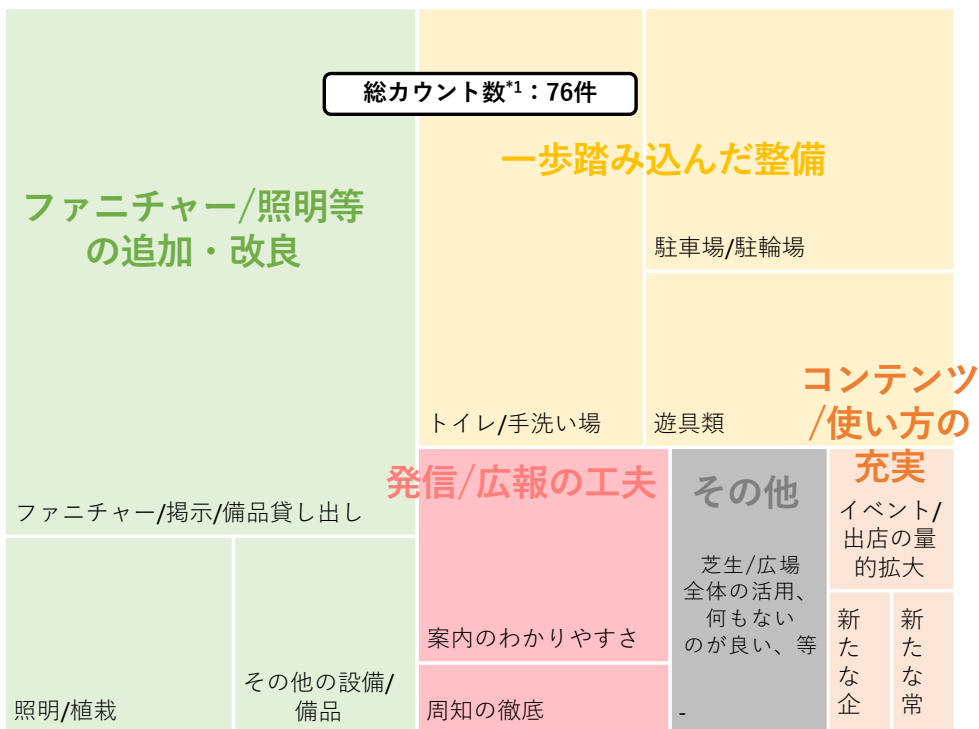 総カウント数*1：76件
ファニチャー/照明等
の追加・改良
ファニチャー/掲示/備品貸し出し
照明/植栽
その他の設備/
備品
一歩踏み込んだ整備
トイレ/手洗い場
駐車場/駐輪場
遊具類
発信/広報の工夫
案内のわかりやすさ
周知の徹底
その他
芝生/広場
全体の活用、
何もない
のが良い、等
-
コンテンツ
/使い方の
充実
イベント/
出店の量
的拡大
新たな企
新たな常